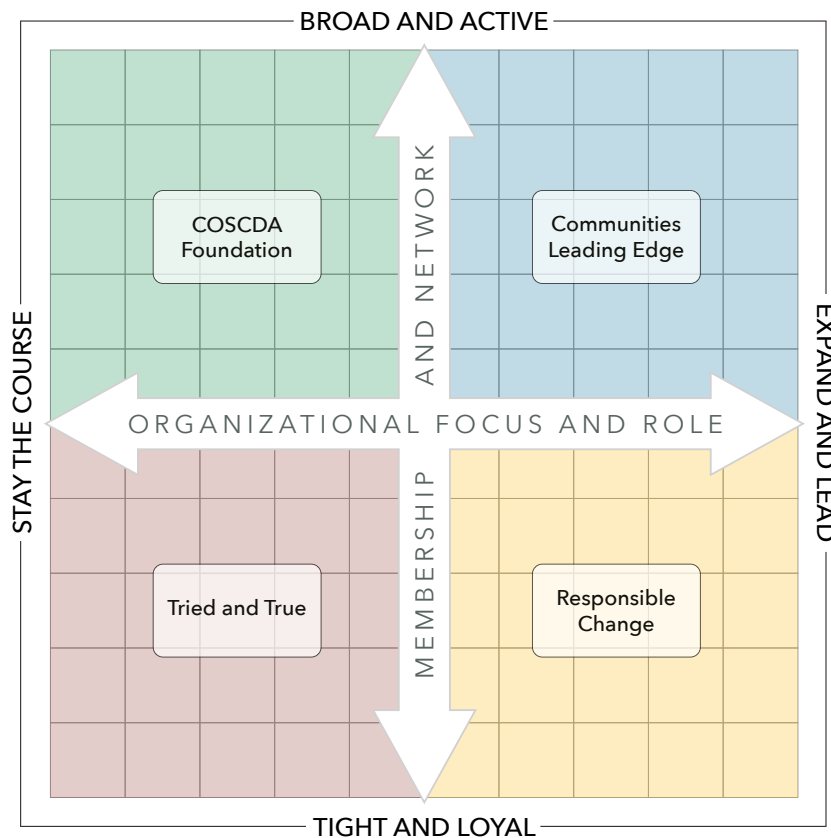 BROAD AND ACTIVE
COSCDA
Foundation
Communities
Leading Edge
STAY THE COURSE
ORGANIZATIONAL FOCUS AND ROLE
EXPAND AND LEAD
MEMBERSHIP AND NETWORK
Tried and True
Responsible
Change
TIGHT AND LOYAL